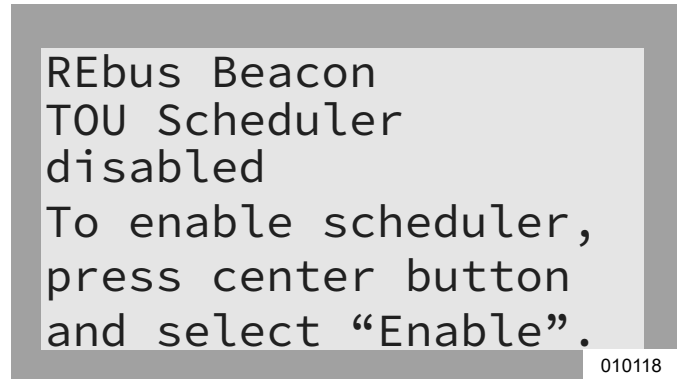 REbus Beacon
TOU Scheduler
disabled
To enable scheduler,
press center button
and select “Enable”.
010118